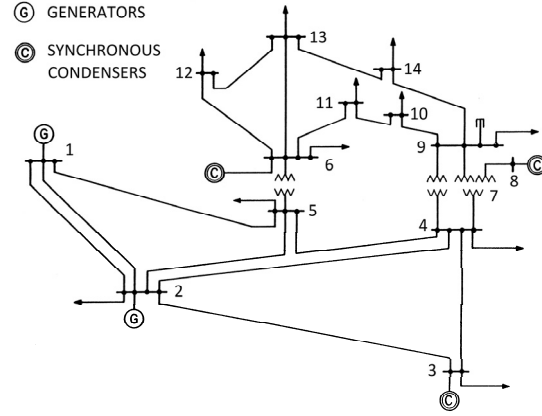 G GENERATORS
C SYNCHRONOUS
CONDENSERS
13
14
12
11
10
G
1
9
C
6
8
C
7
5
4
2
G
3
C